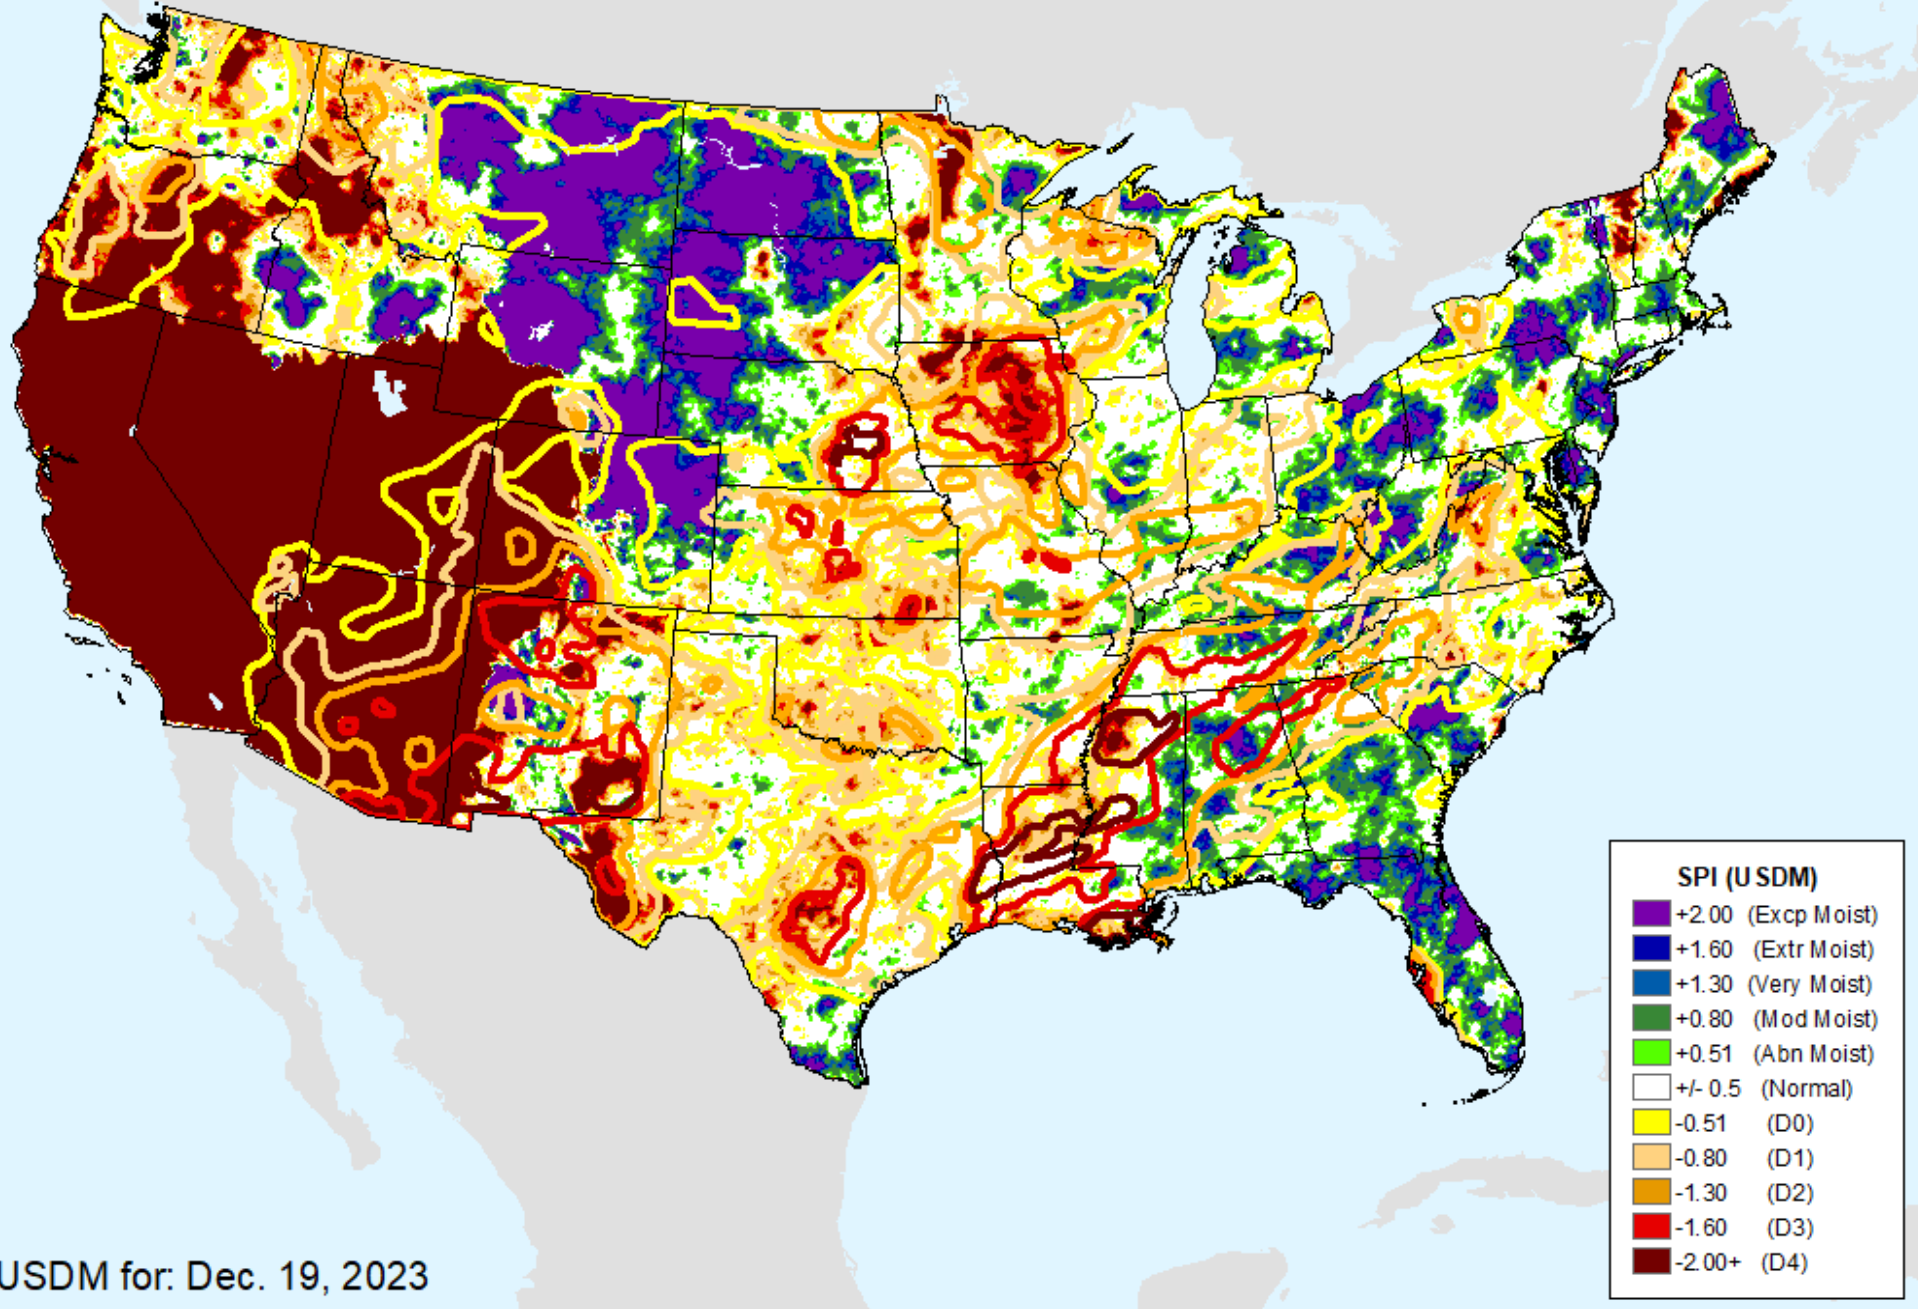 SPI (USDM)
+2.00 (Excp Moist)
+1.60 (Extr Moist)
+1.30 (Very Moist)
+0.80 (Mod Moist)
+0.51 (Abn Moist)
+/- 0.5 (Normal)
-0.51 (D0)
-0.80 (D1)
-1.30 (D2)
-1.60 (D3)
-2.00+ (D4)
USDM for: Dec. 19, 2023